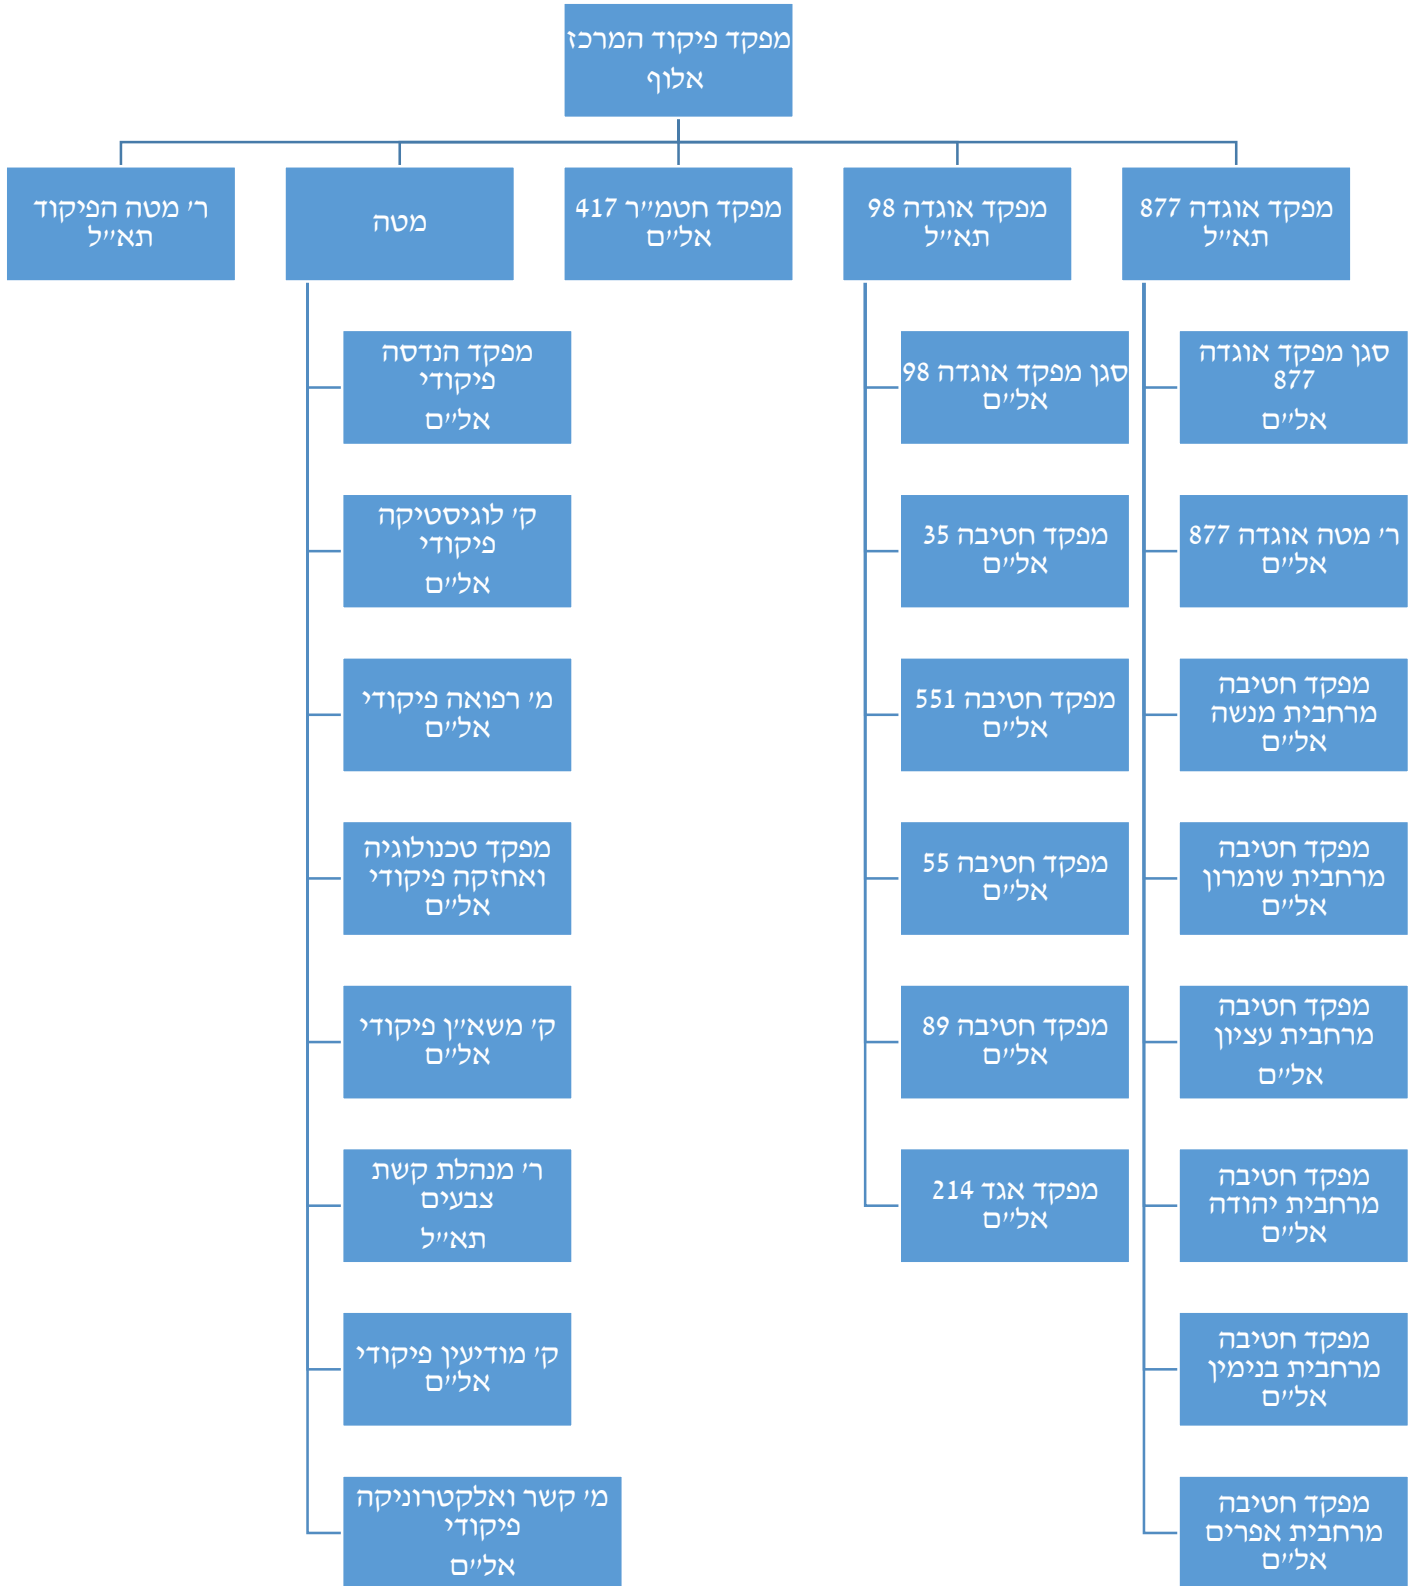 מפקד פיקוד המרכז
אלוף
מפקד אוגדה 877
תא״ל
מפקד אוגדה 98
תא״ל
מפקד חטמ״ר 417
אל״ם
מטה
ר׳ מטה הפיקוד
תא״ל
סגן מפקד אוגדה
877
אל״ם
ר׳ מטה אוגדה 877
אל״ם
מפקד חטיבה
מרחבית מנשה
אל״ם
מפקד חטיבה
מרחבית שומרון
אל״ם
מפקד חטיבה
מרחבית עציון
אל״ם
מפקד חטיבה
מרחבית יהודה
אל״ם
מפקד חטיבה
מרחבית בנימין
אל״ם
מפקד חטיבה
מרחבית אפרים
אל״ם
סגן מפקד אוגדה 98
אל״ם
מפקד חטיבה 35
אל״ם
מפקד חטיבה 551
אל״ם
מפקד חטיבה 55
אל״ם
מפקד חטיבה 89
אל״ם
מפקד אגד 214
אל״ם
מפקד הנדסה
פיקודי
אל״ם
ק׳ לוגיסטיקה
פיקודי
אל״ם
מ׳ רפואה פיקודי
אל״ם
מפקד טכנולוגיה
ואחזקה פיקודי
אל״ם
ק׳ משא״ן פיקודי
אל״ם
ר׳ מנהלת קשת
צבעים
תא״ל
ק׳ מודיעין פיקודי
אל״ם
מ׳ קשר ואלקטרוניקה
פיקודי
אל״ם